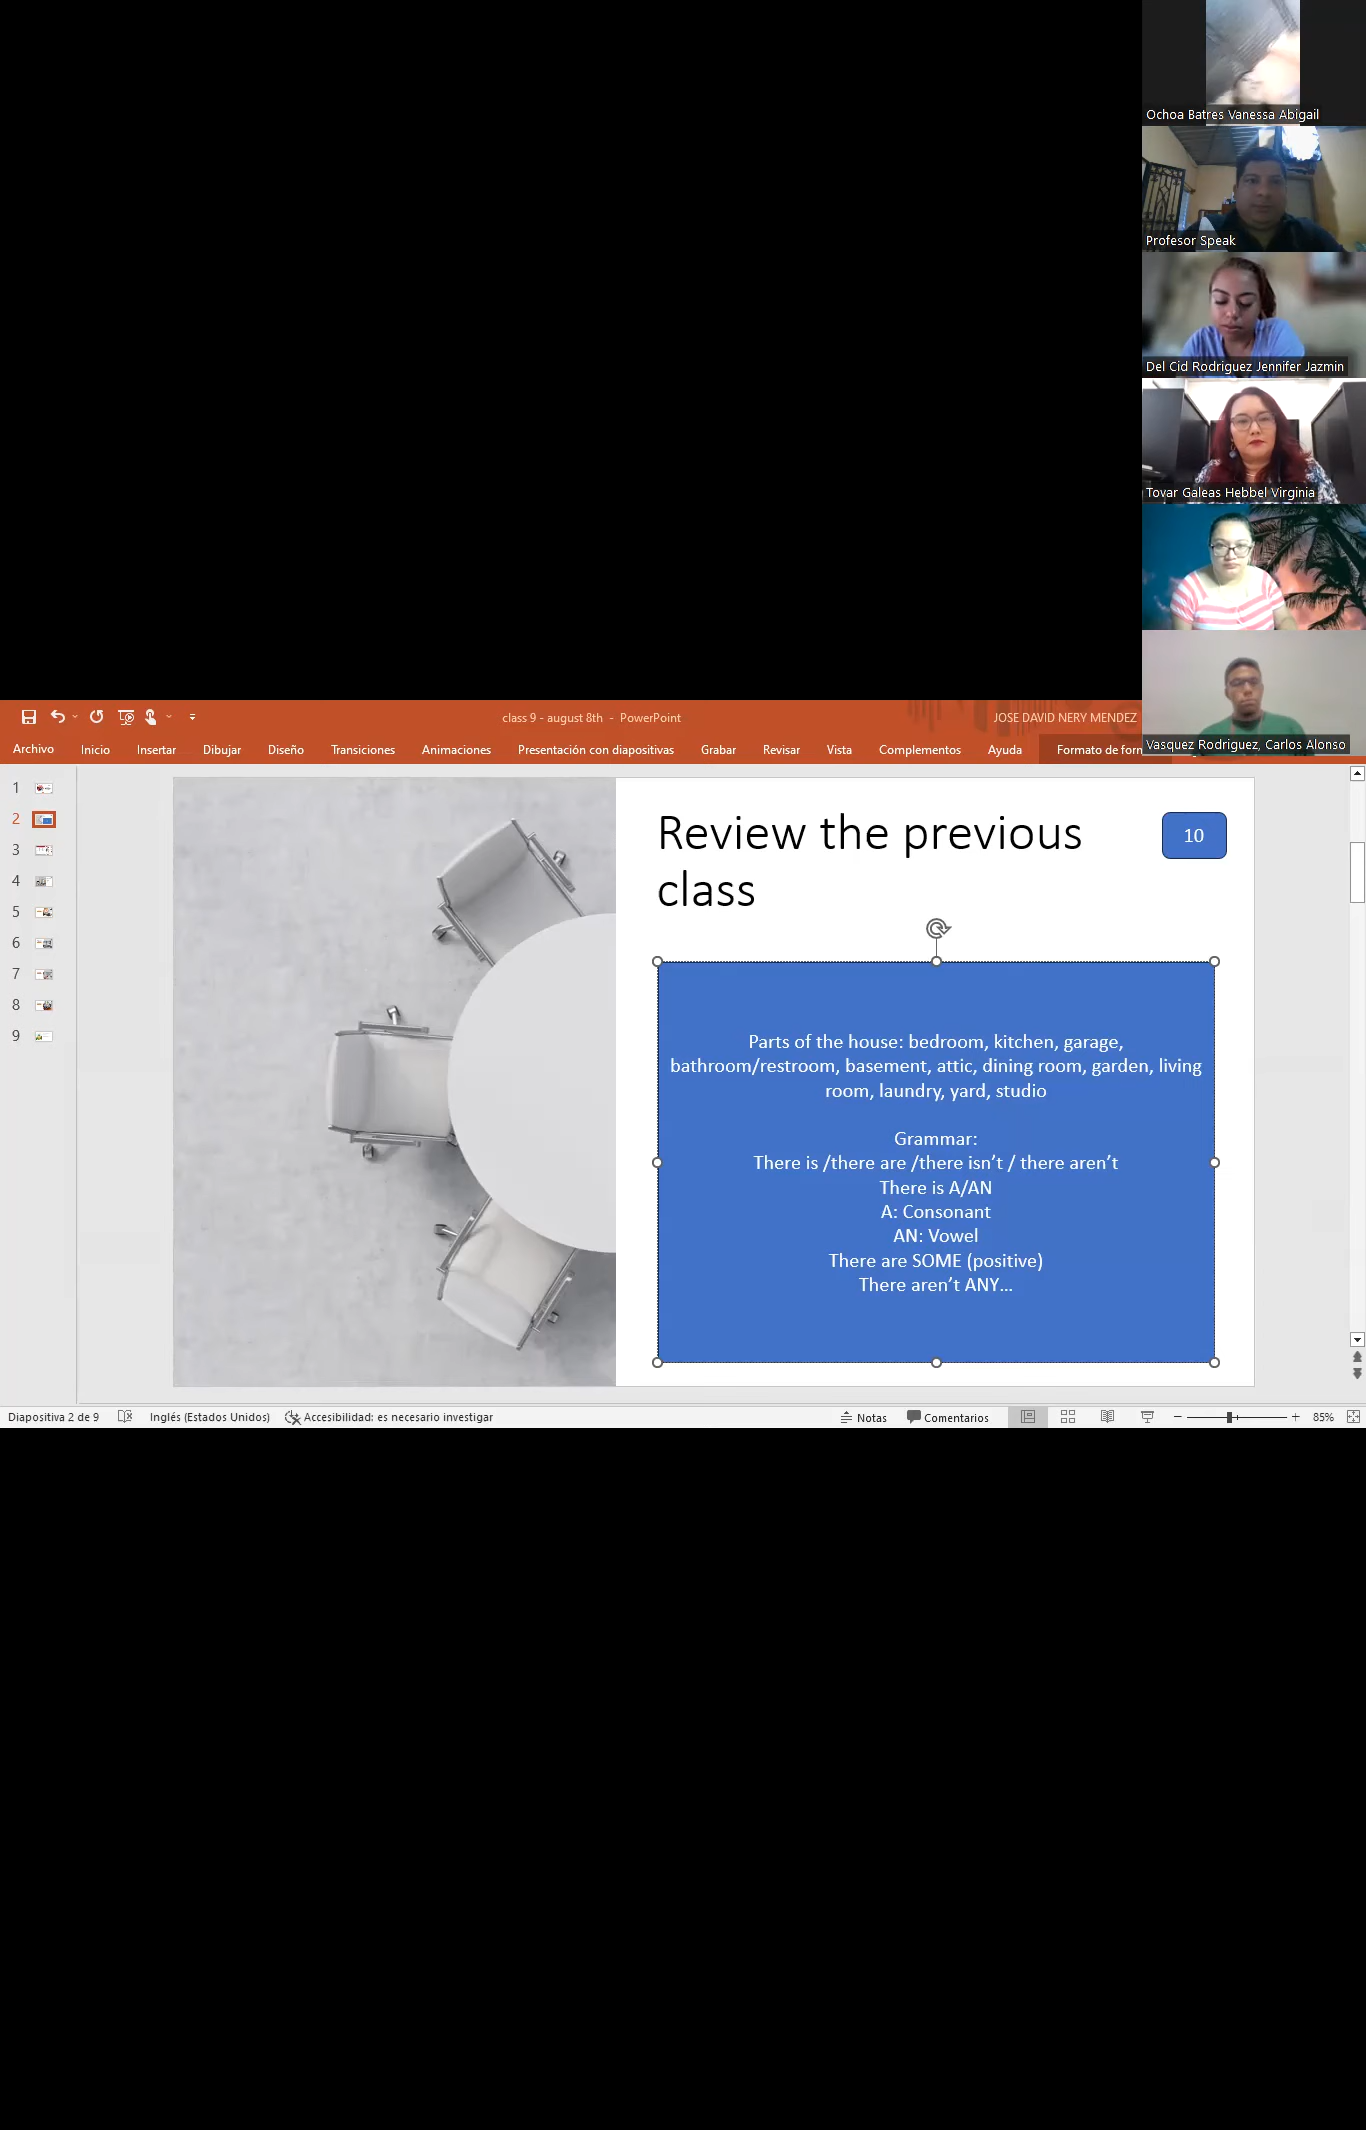 Ochoa Batres Vanessa Abigail
Profesor Speak
Del Cid Rodriguez Jennifer Jazmin
Tovar Galeas Hebbel Virginia
Vasquez Rodriguez, Carlos Alonso
class 9 - august 8th - PowerPoint
JOSE DAVID NERY MENDEZ
Archivo Inicio Insertar Dibujar Diseño Transiciones Animaciones Presentación con diapositivas Grabar Revisar Vista Complementos Ayuda Formato de form
1
2
3
4
5
6
7
8
9
Review the previous
class
10
Parts of the house: bedroom, kitchen, garage,
bathroom/restroom, basement, attic, dining room, garden, living
room, laundry, yard, studio
Grammar:
There is /there are /there isn't / there aren't
There is A/AN
A: Consonant
AN: Vowel
There are SOME (positive)
There aren't ANY...
Diapositiva 2 de 9 Inglés (Estados Unidos) Accesibilidad: es necesario investigar Notas Comentarios 85%